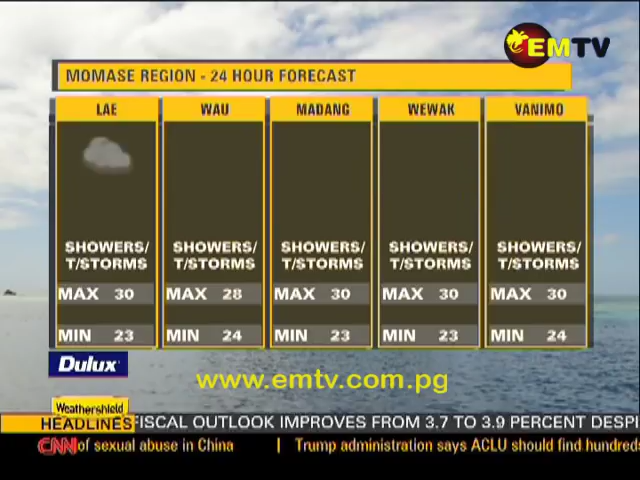 EMTV
MOMASE REGION - 24 HOUR FORECAST
LAE WAU MADANG WEWAK VANIMO
SHOWERS/ SHOWERS/ SHOWERS/ SHOWERS/ SHOWERS/
T/STORMS T/STORMS T/STORMS T/STORMS T/STORMS
MAX 30 MAX 28 MAX 30 MAX 30 MAX 30
MIN 23 MIN 24 MIN 23 MIN 23 MIN 24
Dulux
www.emtv.com.pg
Weathershield
HEADLINES FISCAL OUTLOOK IMPROVES FROM 3.7 TO 3.9 PERCENT DESPI
CNN of sexual abuse in China | Trump administration says ACLU should find hundreds